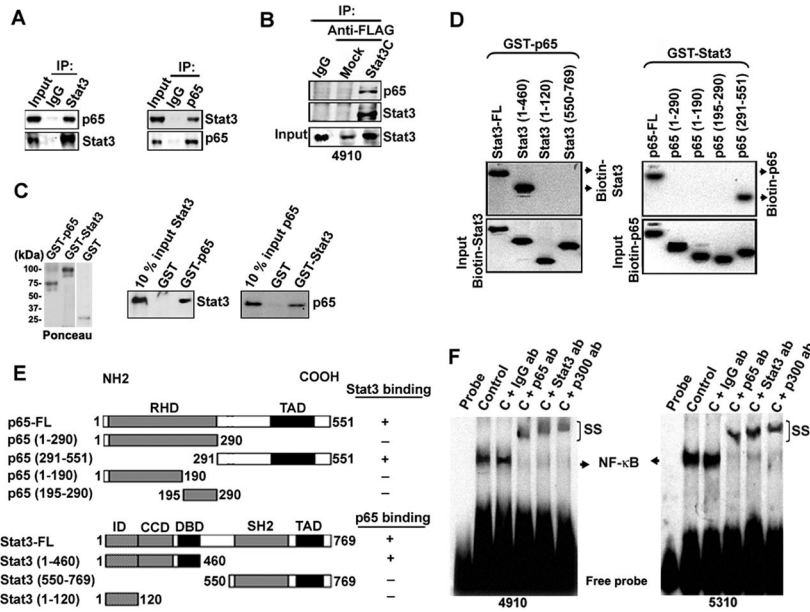 A
IP:
Input
IgG
Stat3
p65
Stat3
IP:
Input
IgG
p65
Stat3
p65
B
IP:
Anti-FLAG
IgG
Mock
Stat3C
p65
Stat3
Input
Stat3
4910
C
GST-p65
GST-Stat3
GST
(kDa)
100-
75-
50-
37-
25-
Ponceau
10 % input Stat3
GST
GST-p65
Stat3
10 % input p65
GST
GST-Stat3
p65
D
GST-p65
Stat3-FL
Stat3 (1-460)
Stat3 (1-120)
Stat3 (550-769)
Biotin-
Stat3
Input
Biotin-Stat3
GST-Stat3
p65-FL
p65 (1-290)
p65 (1-190)
p65 (195-290)
p65 (291-551)
Biotin-p65
Input
Biotin-p65
E
NH2 COOH
Stat3 binding
RHD TAD
p65-FL 1 551 +
p65 (1-290) 1 290 –
p65 (291-551) 291 551 +
p65 (1-190) 1 190 –
p65 (195-290) 195 290 –
p65 binding
ID CCD DBD SH2 TAD
Stat3-FL 1 769 +
Stat3 (1-460) 1 460 +
Stat3 (550-769) 550 769 –
Stat3 (1-120) 1 120 –
F
Probe
Control
C + IgG ab
C + p65 ab
C + Stat3 ab
C + p300 ab
SS
NF-κB
Free probe
4910
Probe
Control
C + IgG ab
C + p65 ab
C + Stat3 ab
C + p300 ab
SS
5310